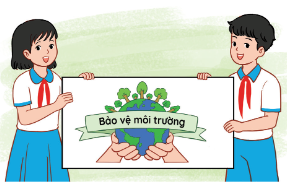 Bảo vệ môi trường